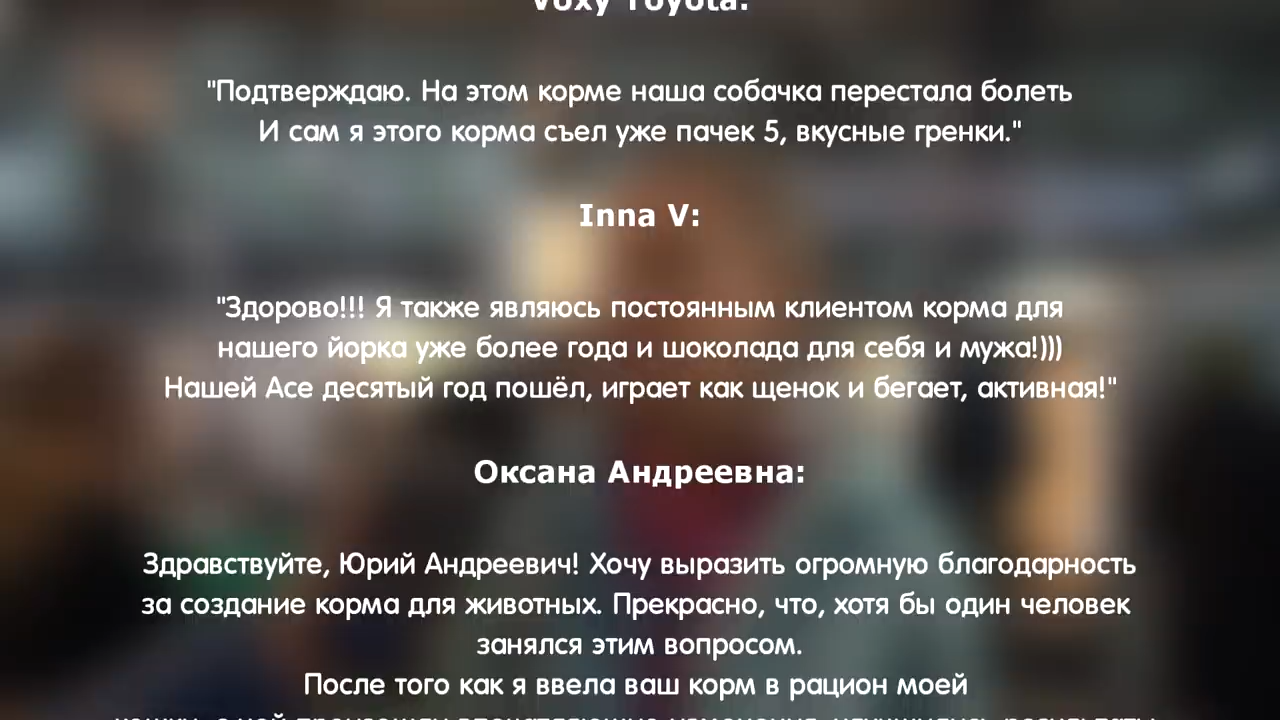 Voxy Toyota:
"Подтверждаю. На этом корме наша собачка перестала болеть
И сам я этого корма съел уже пачек 5, вкусные гренки."
Inna V:
"Здорово!!! Я также являюсь постоянным клиентом корма для
нашего йорка уже более года и шоколада для себя и мужа!)))
Нашей Асе десятый год пошёл, играет как щенок и бегает, активная!"
Оксана Андреевна:
Здравствуйте, Юрий Андреевич! Хочу выразить огромную благодарность
за создание корма для животных. Прекрасно, что, хотя бы один человек
занялся этим вопросом.
После того как я ввела ваш корм в рацион моей